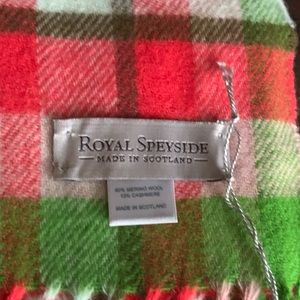 ROYAL SPEYSIDE
MADE IN SCOTLAND
90% MERINO WOOL
10% CASHMERE
MADE IN SCOTLAND